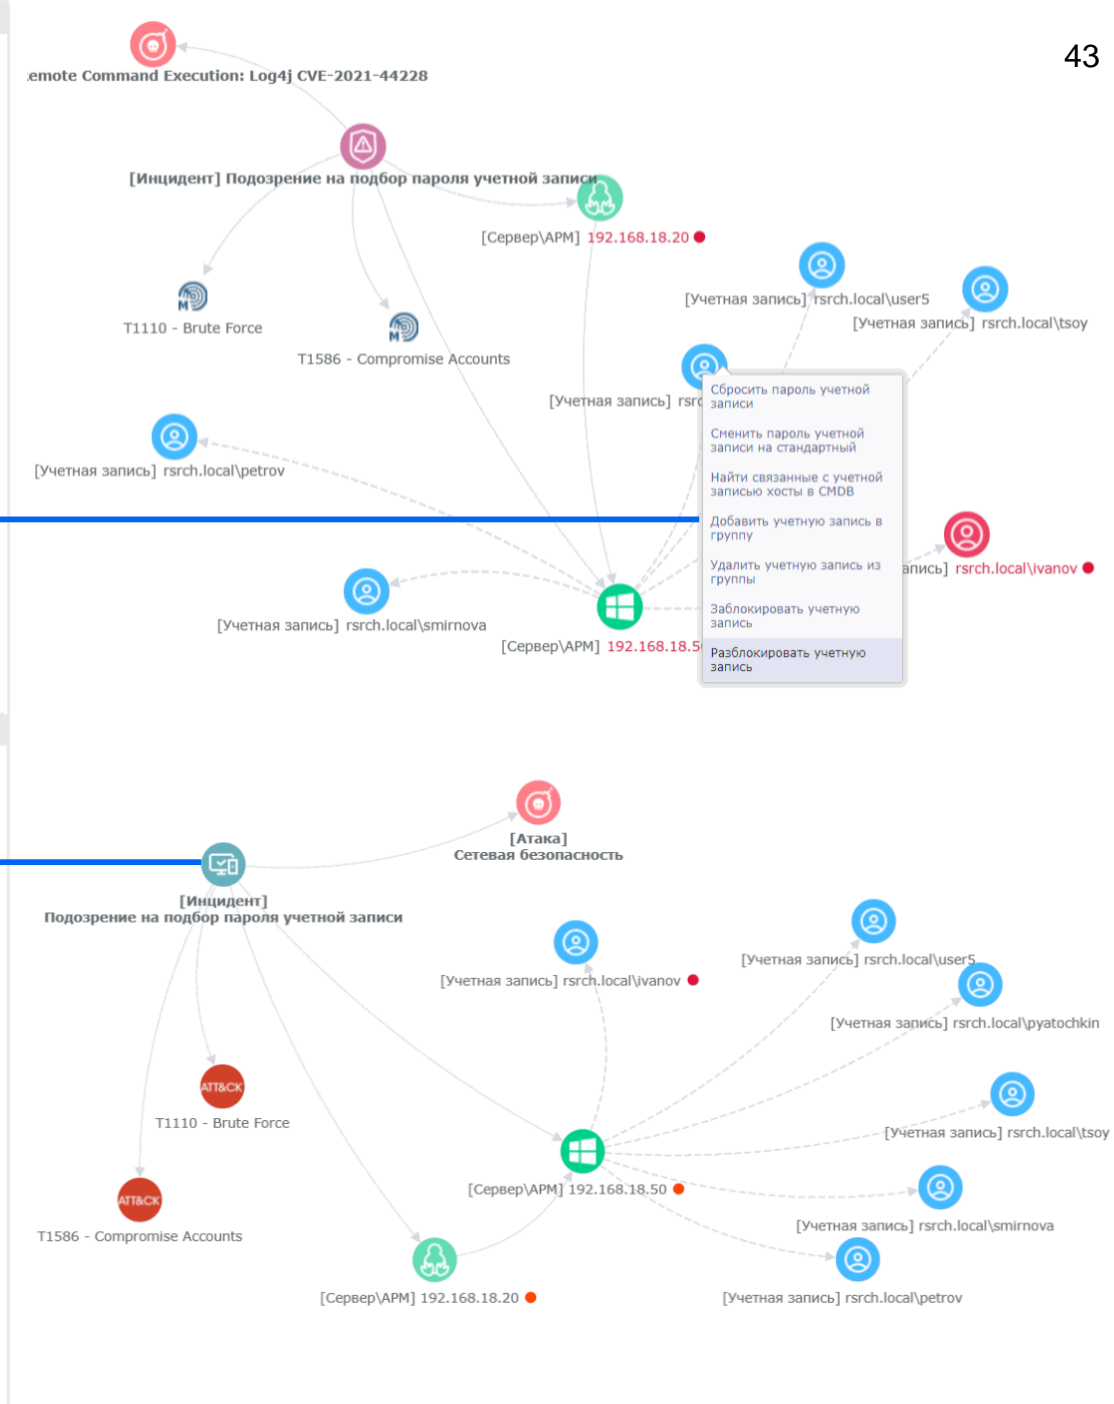 43
emote Command Execution: Log4j CVE-2021-44228
[Инцидент] Подозрение на подбор пароля учетной записи
[Сервер\АРМ] 192.168.18.20
[Учетная запись] rsrch.local\user5
[Учетная запись] rsrch.local\tsoy
T1110 - Brute Force
T1586 - Compromise Accounts
[Учетная запись] rsrc
Сбросить пароль учетной
записи
Сменить пароль учетной
записи на стандартный
Найти связанные с учетной
записью хосты в CMDB
Добавить учетную запись в
группу
Удалить учетную запись из
группы
Заблокировать учетную
запись
Разблокировать учетную
запись
[Учетная запись] rsrch.local\petrov
апись] rsrch.local\ivanov
[Учетная запись] rsrch.local\smirnova
[Сервер\АРМ] 192.168.18.50
[Атака]
Сетевая безопасность
[Инцидент]
Подозрение на подбор пароля учетной записи
[Учетная запись] rsrch.local\ivanov
[Учетная запись] rsrch.local\user5
[Учетная запись] rsrch.local\pyatochkin
ATT&CK
T1110 - Brute Force
[Учетная запись] rsrch.local\tsoy
[Сервер\АРМ] 192.168.18.50
ATT&CK
T1586 - Compromise Accounts
[Учетная запись] rsrch.local\smirnova
[Сервер\АРМ] 192.168.18.20
[Учетная запись] rsrch.local\petrov